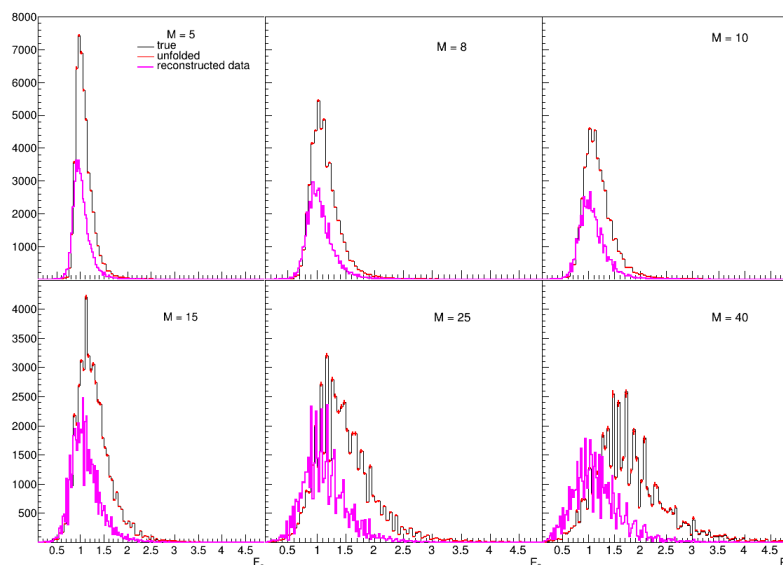 8000
7000
6000
5000
4000
3000
2000
1000
M = 5
true
unfolded
reconstructed data
M = 8
M = 10
4000
3500
3000
2500
2000
1500
1000
500
M = 15
M = 25
M = 40
0.5 1 1.5 2 2.5 3 3.5 4 4.5
0.5 1 1.5 2 2.5 3 3.5 4 4.5
0.5 1 1.5 2 2.5 3 3.5 4 4.5